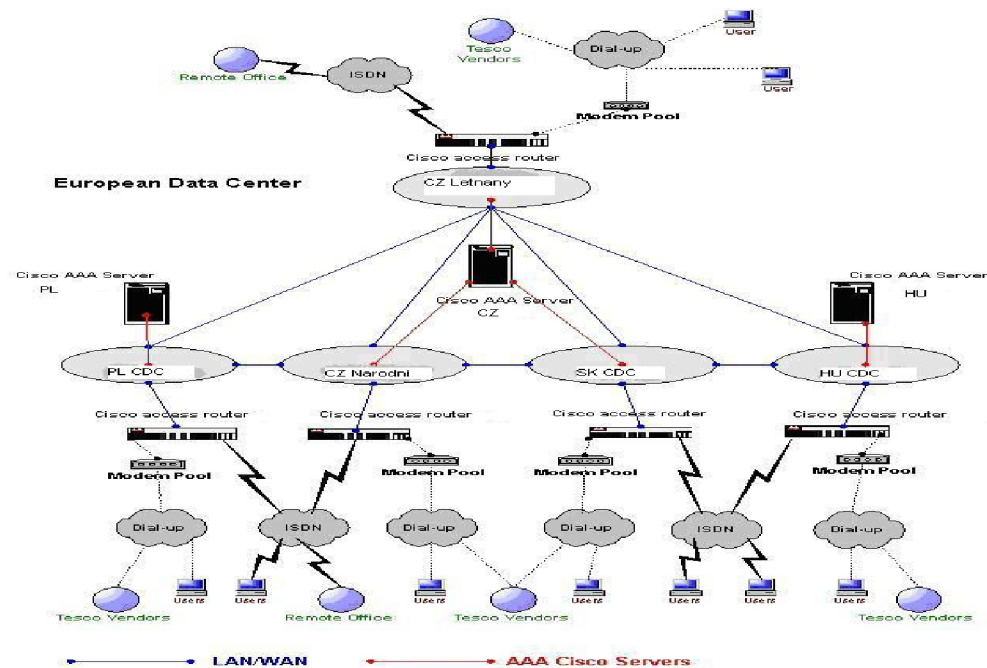 User
Tesco
Vendors
Dial-up
Remote Office
ISDN
User
Modem Pool
Cisco access router
European Data Center
CZ Letnany
Cisco AAA Server
PL
Cisco AAA Server
CZ
Cisco AAA Server
HU
PL CDC
CZ Narodni
SK CDC
HU CDC
Cisco access router
Cisco access router
Cisco access router
Cisco access router
Modem Pool
Modem Pool
Modem Pool
Modem Pool
Dial-up
ISDN
Dial-up
Dial-up
ISDN
Dial-up
Users
Users
Users
Users
Users
Users
Users
Tesco Vendors
Remote Office
Tesco Vendors
Tesco Vendors
LAN/WAN
AAA Cisco Servers